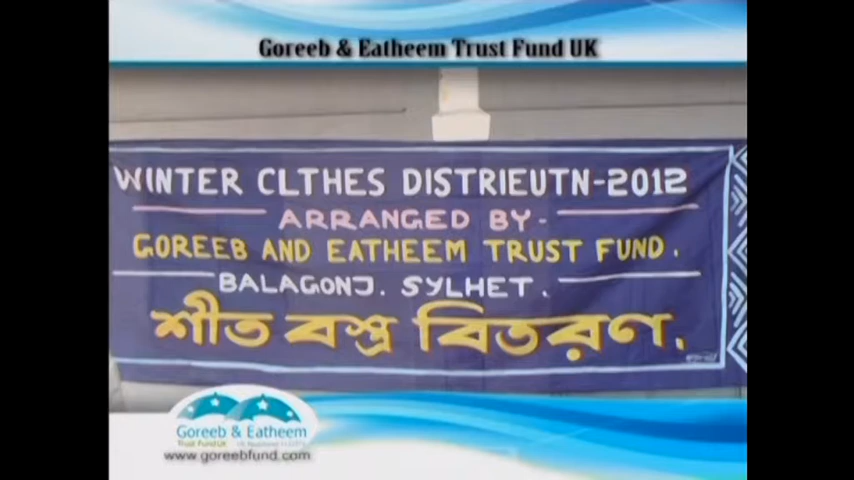 Goreeb & Eatheem Trust Fund UK
WINTER CLTHES DISTRIEUTN-2012
ARRANGED BY-
GOREEB AND EATHEEM TRUST FUND.
BALAGONJ. SYLHET.
শীত বস্ত্র বিতরণ.
Goreeb & Eatheem
Trust Fund UK
www.goreebfund.com